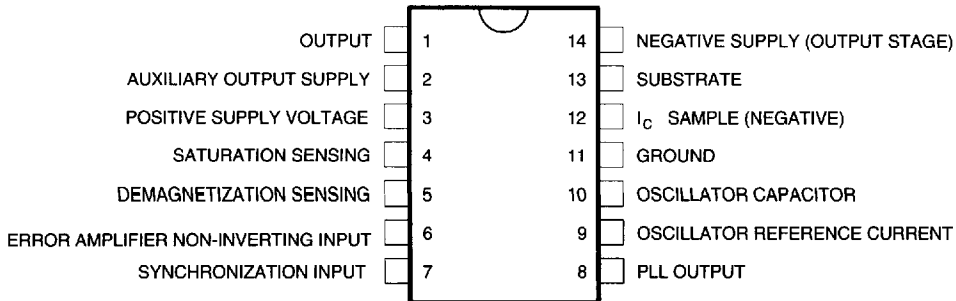 OUTPUT 1 14 NEGATIVE SUPPLY (OUTPUT STAGE)
AUXILIARY OUTPUT SUPPLY 2 13 SUBSTRATE
POSITIVE SUPPLY VOLTAGE 3 12 IC SAMPLE (NEGATIVE)
SATURATION SENSING 4 11 GROUND
DEMAGNETIZATION SENSING 5 10 OSCILLATOR CAPACITOR
ERROR AMPLIFIER NON-INVERTING INPUT 6 9 OSCILLATOR REFERENCE CURRENT
SYNCHRONIZATION INPUT 7 8 PLL OUTPUT